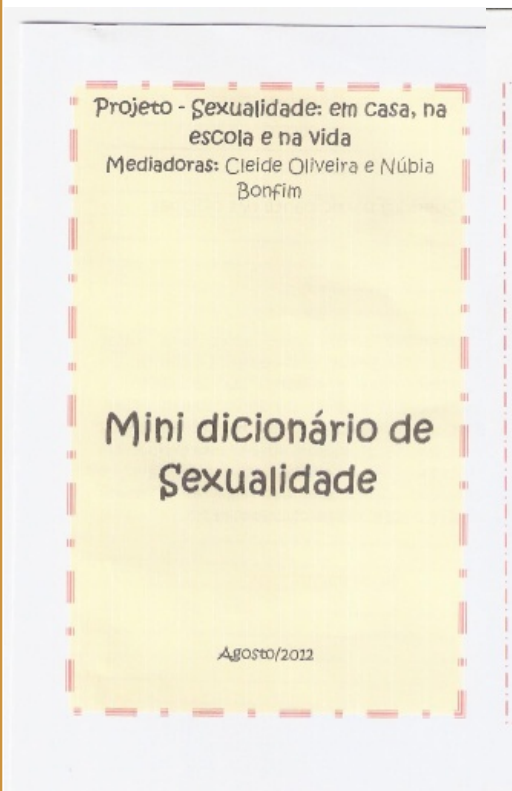 Projeto - Sexualidade: em casa, na
escola e na vida
Mediadoras: Cleide Oliveira e Núbia
Bonfim
Mini dicionário de
Sexualidade
Agosto/2012